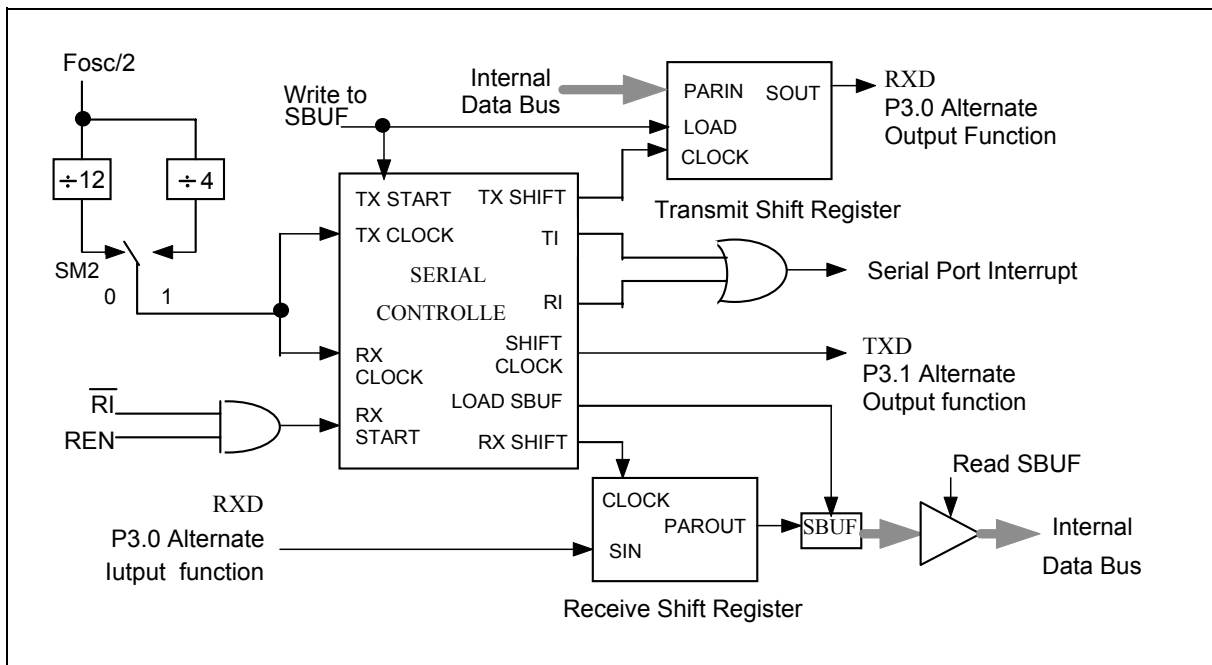 Fosc/2
÷12
÷4
SM2
0
1
Write to
SBUF
Internal
Data Bus
PARIN
SOUT
LOAD
CLOCK
Transmit Shift Register
RXD
P3.0 Alternate
Output Function
TX START
TX SHIFT
TX CLOCK
TI
SERIAL
CONTROLLE
RI
RX
CLOCK
SHIFT
CLOCK
LOAD SBUF
RX
START
RX SHIFT
Serial Port Interrupt
TXD
P3.1 Alternate
Output function
RI
REN
RXD
P3.0 Alternate
Iutput function
CLOCK
PAROUT
SIN
Receive Shift Register
SBUF
Read SBUF
Internal
Data Bus